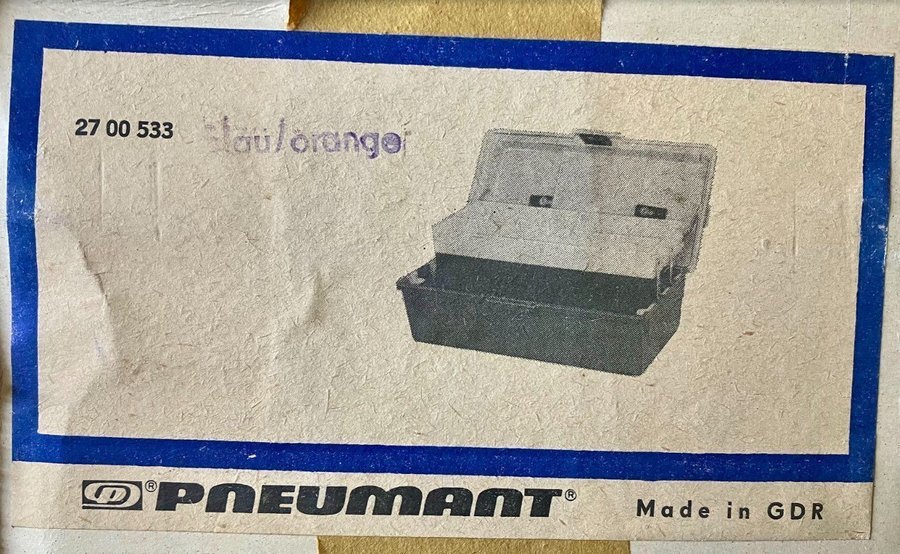 27 00 533 blau/orange
®PNEUMANT®
Made in GDR